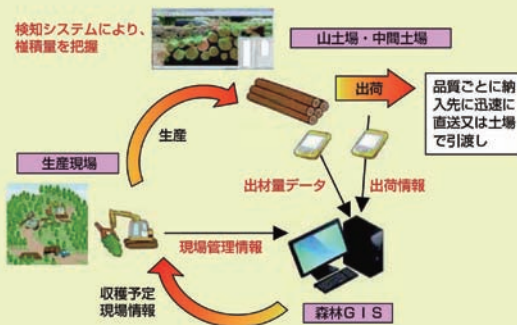 検知システムにより、
椪積量を把握
山土場・中間土場
出荷
品質ごとに納
入先に迅速に
直送又は土場
で引渡し
生産
生産現場
出材量データ
出荷情報
現場管理情報
収穫予定
現場情報
森林GIS